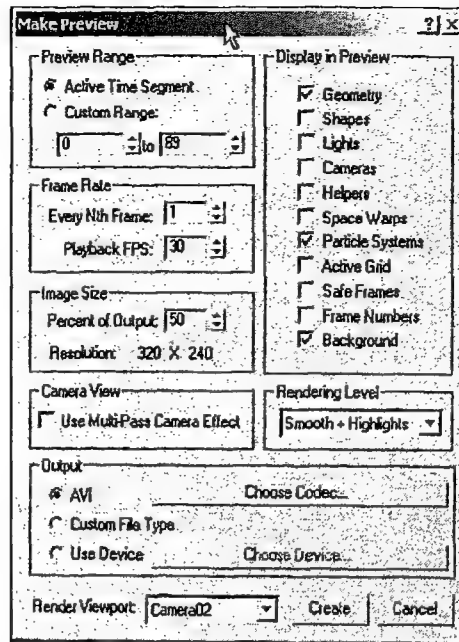 Make Preview
Preview Range
Active Time Segment
Custom Range:
0 to 89
Frame Rate
Every Nth Frame: 1
Playback FPS: 30
Image Size
Percent of Output: 50
Resolution: 320 X 240
Camera View
Use Multi-Pass Camera Effect
Display in Preview
Geometry
Shapes
Lights
Cameras
Helpers
Space Warps
Particle Systems
Active Grid
Safe Frames
Frame Numbers
Background
Rendering Level
Smooth + Highlights
Output
AVI Choose Codec...
Custom File Type
Use Device Choose Device...
Render Viewport: Camera02 Create Cancel